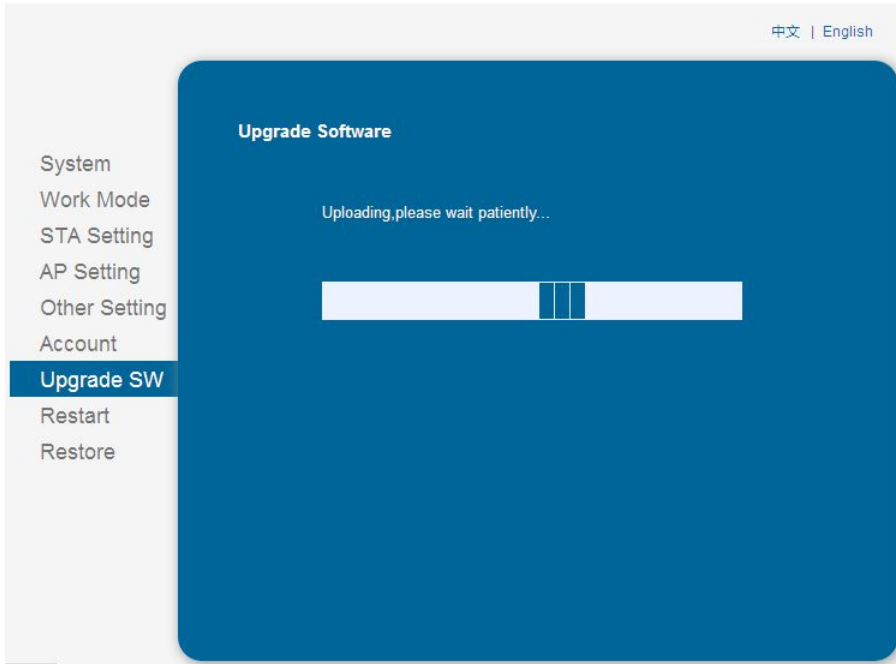 中文 | English
Upgrade Software
System
Work Mode
Uploading,please wait patiently...
STA Setting
AP Setting
Other Setting
Account
Upgrade SW
Restart
Restore